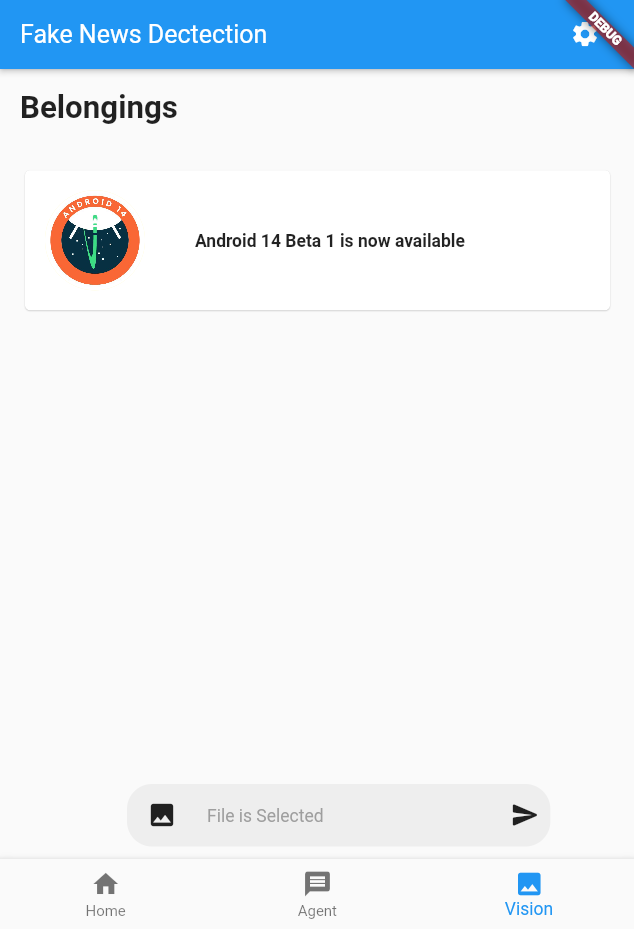 Fake News Dectection
DEBUG
Belongings
ANDROID 14
Android 14 Beta 1 is now available
File is Selected
Home
Agent
Vision